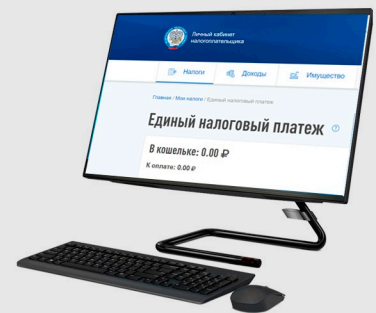 Личный кабинет
налогоплательщика
Налоги
Доходы
Имущество
Главная / Мои налоги / Единый налоговый платеж
Единый налоговый платеж
В кошельке: 0.00 ₽
К оплате: 0.00 ₽